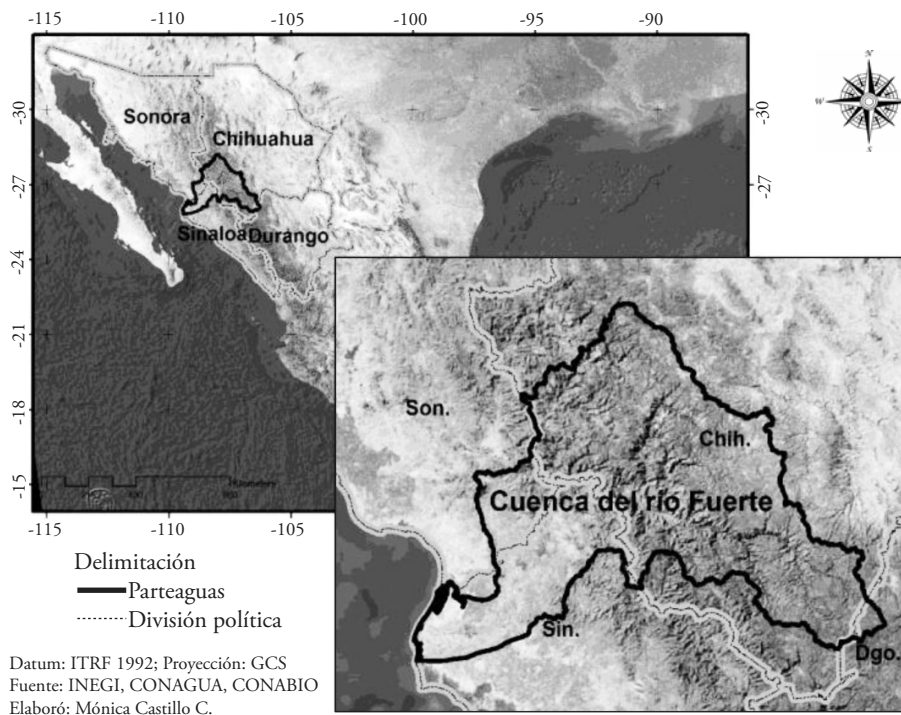 -115 -110 -105 -100 -95 -90
N
W
S
-30 -30
Sonora
Chihuahua
-27 -27
Sinaloa Durango
-24
-21
-18
-15
Son.
Chih.
Cuenca del río Fuerte
Sin.
Dgo.
-115 -110 -105
Delimitación
Parteaguas
División política
Datum: ITRF 1992; Proyección: GCS
Fuente: INEGI, CONAGUA, CONABIO
Elaboró: Mónica Castillo C.